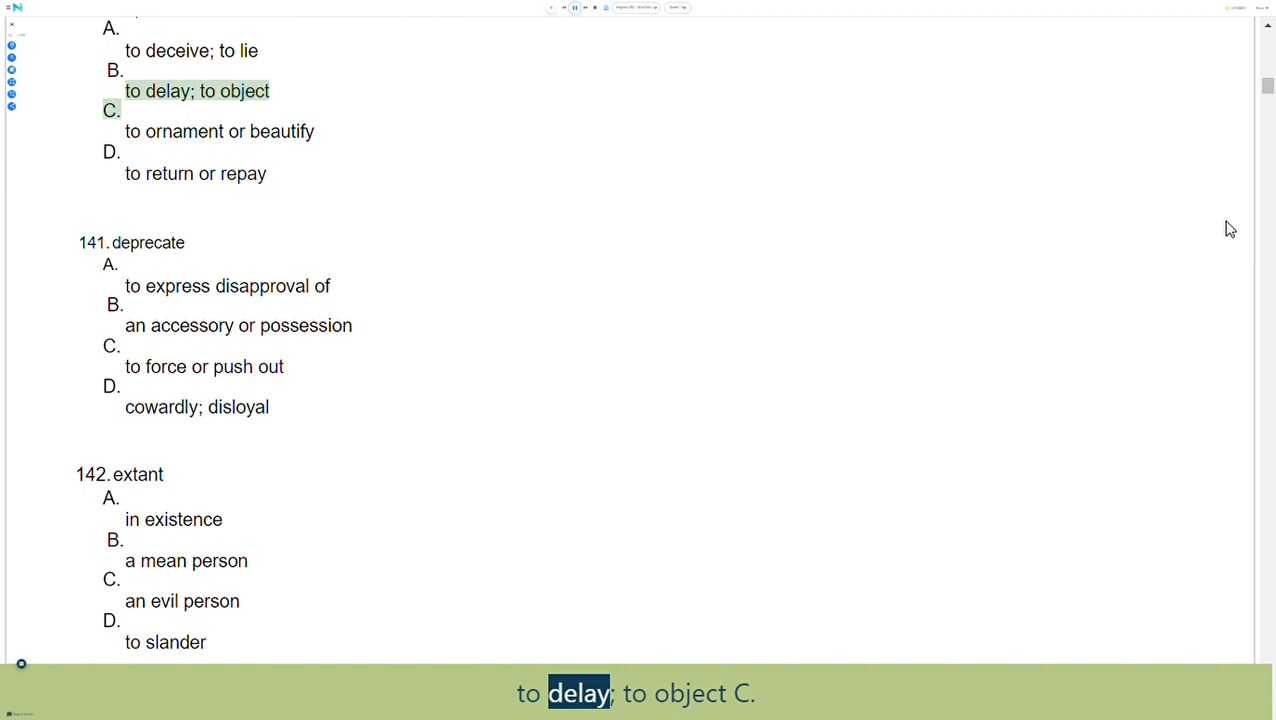 A.
to deceive; to lie
B.
to delay; to object
C.
to ornament or beautify
D.
to return or repay
141. deprecate
A.
to express disapproval of
B.
an accessory or possession
C.
to force or push out
D.
cowardly; disloyal
142. extant
A.
in existence
B.
a mean person
C.
an evil person
D.
to slander
to delay; to object C.